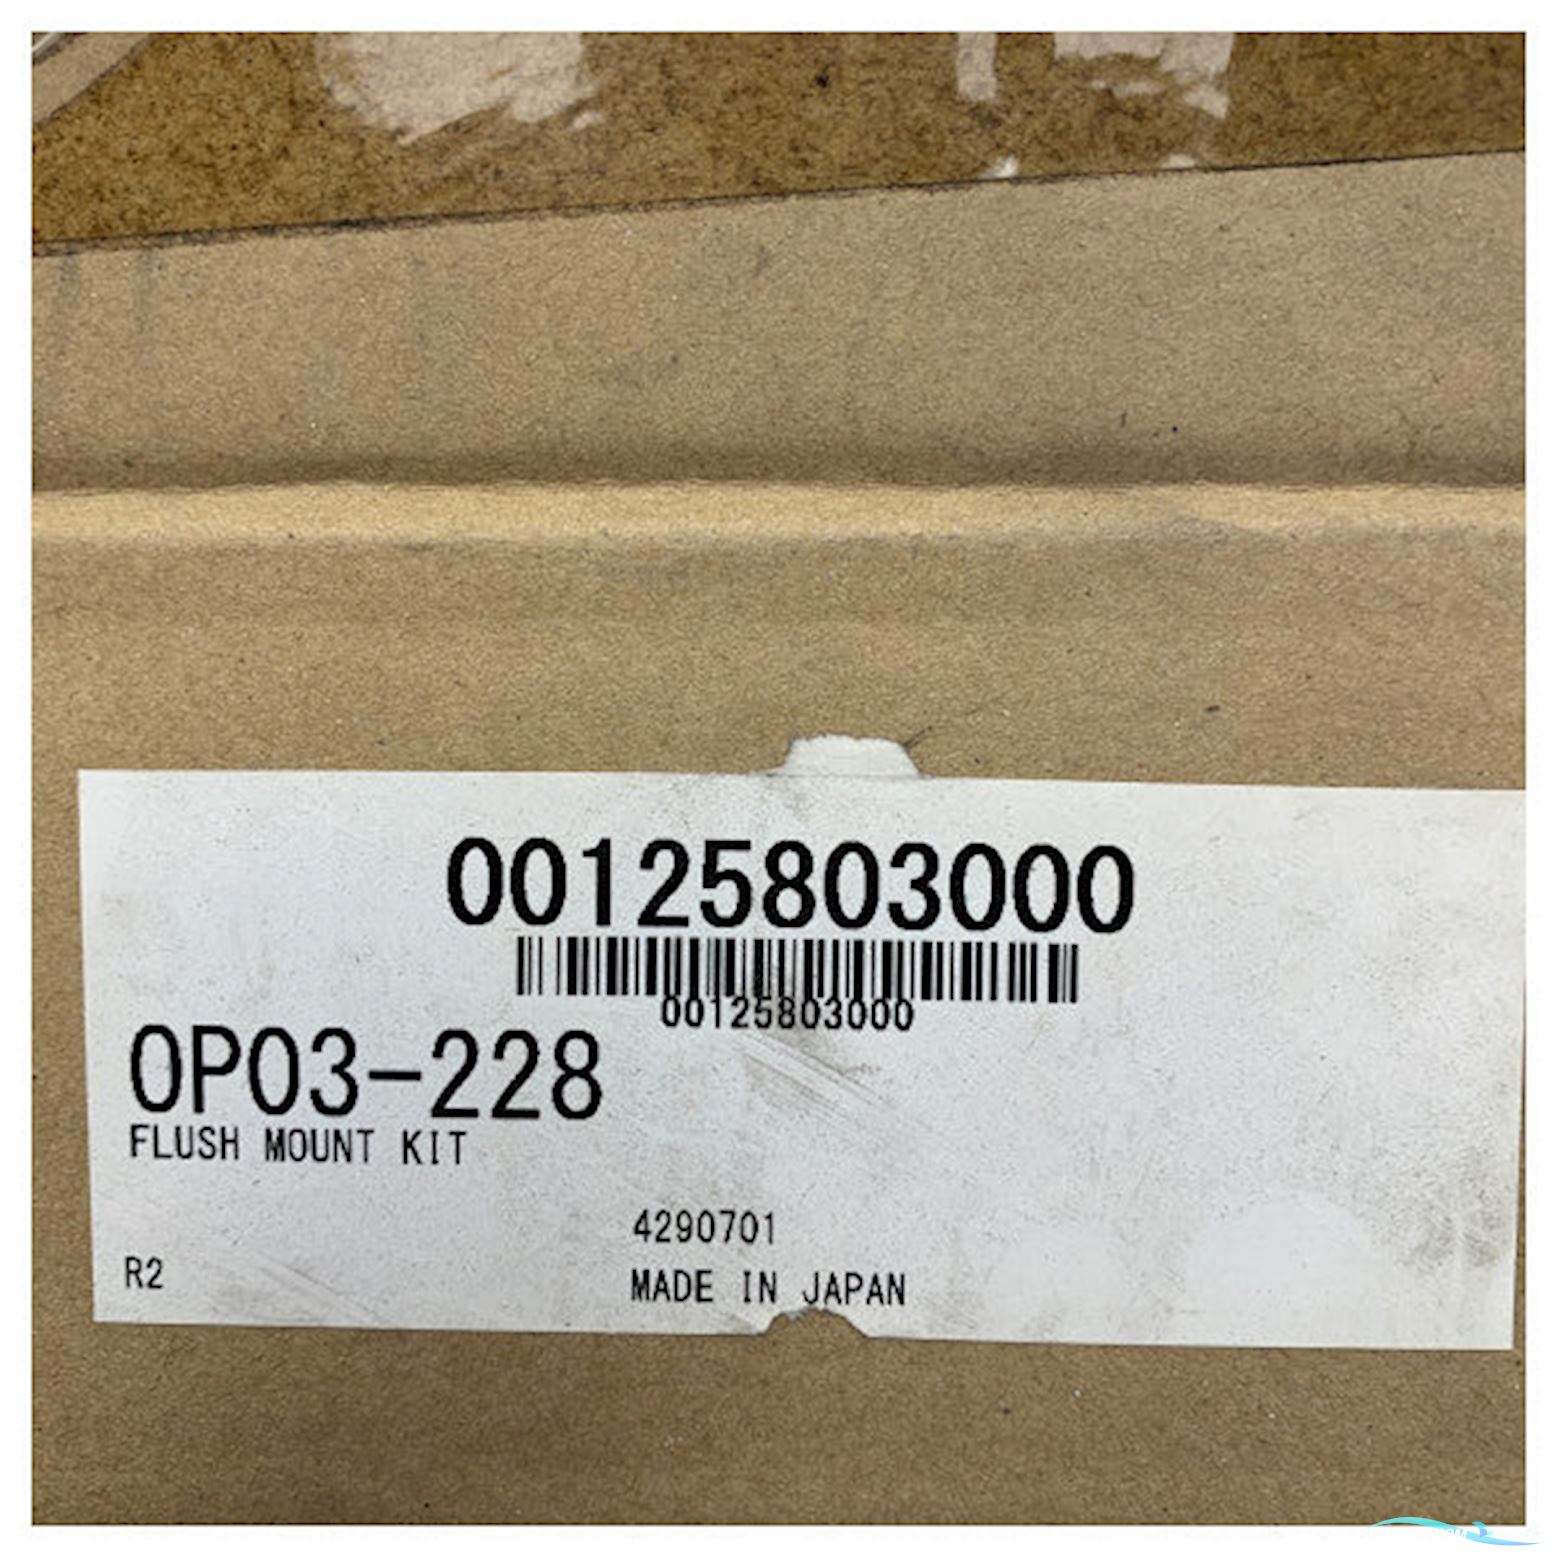 00125803000
00125803000
OP03-228
FLUSH MOUNT KIT
4290701
R2
MADE IN JAPAN